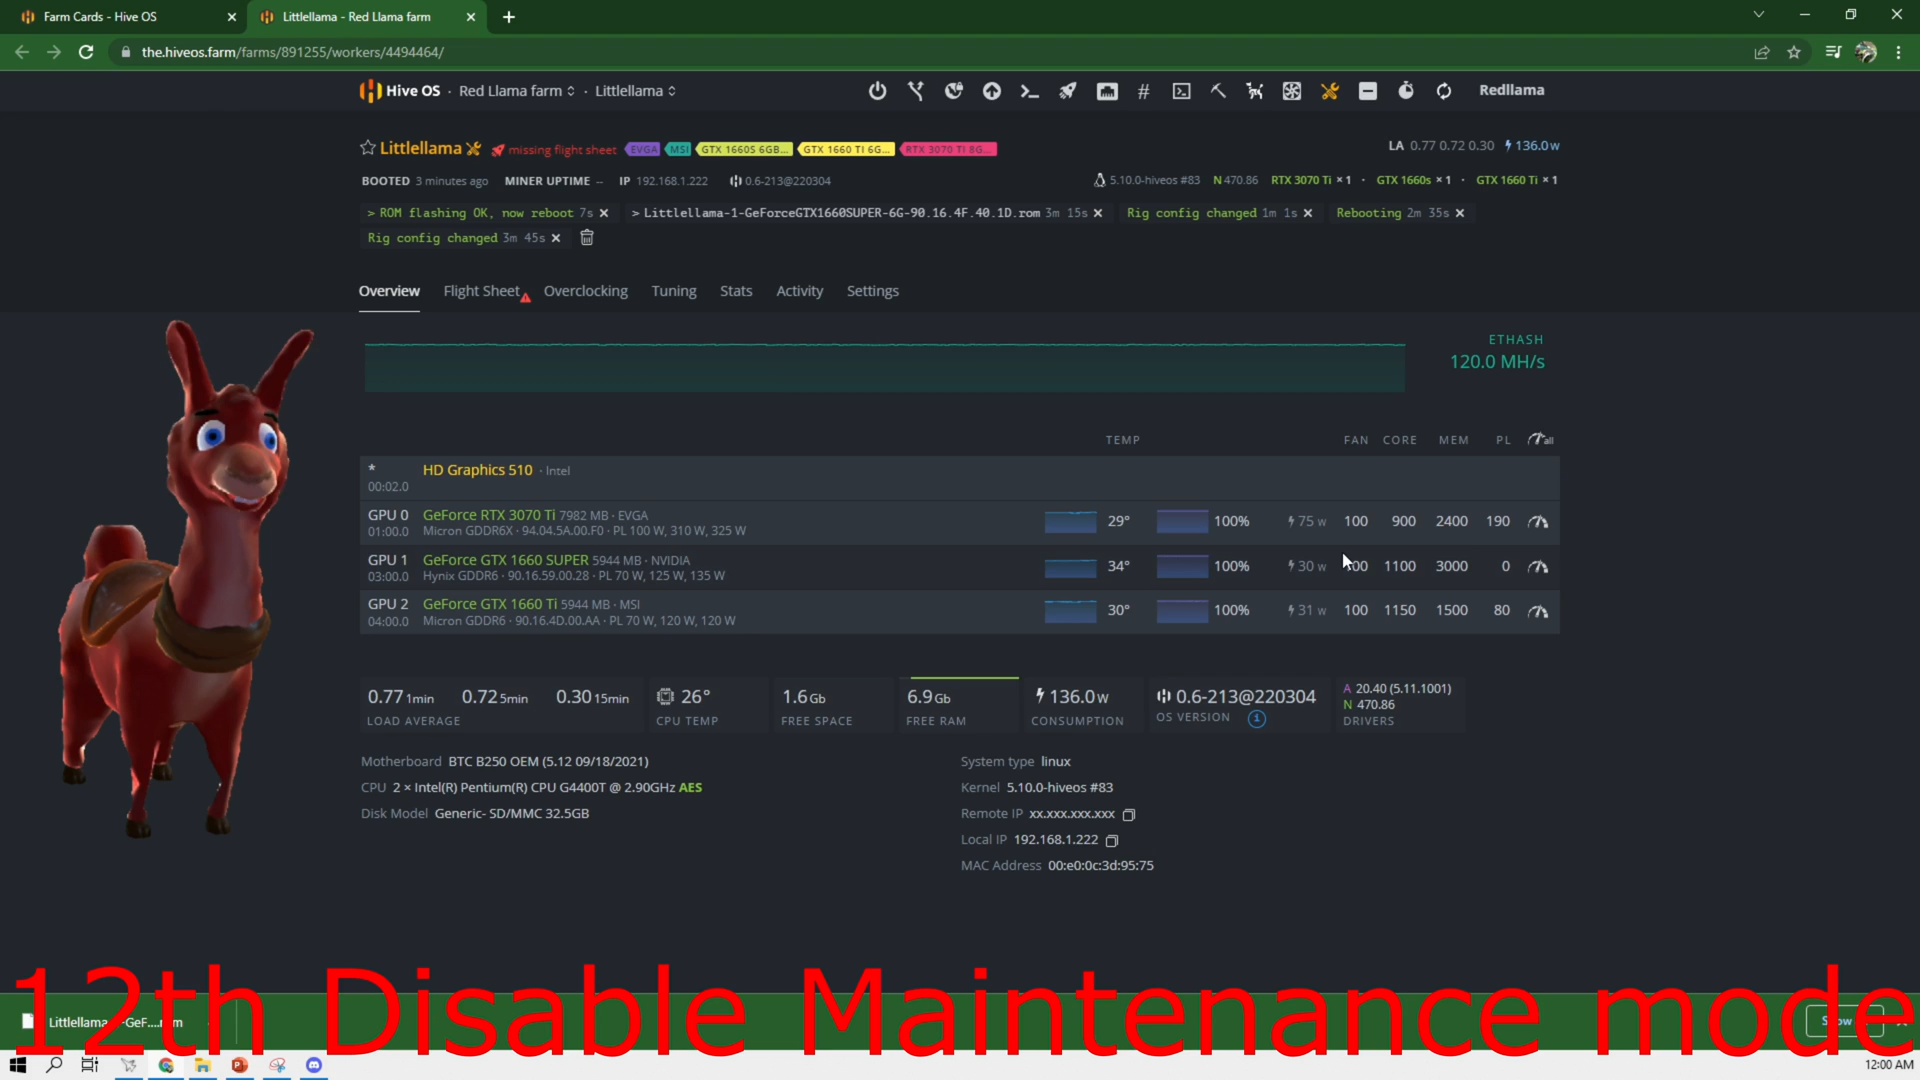 Farm Cards - Hive OS
Littlellama - Red Llama farm
the.hiveos.farm/farms/891255/workers/4494464/
Hive OS · Red Llama farm · Littlellama
Redllama
Littlellama missing flight sheet EVGA MSI GTX 1660S 6GB... GTX 1660 TI 6G... RTX 3070 TI 8G...
LA 0.77 0.72 0.30 136.0 w
BOOTED 3 minutes ago MINER UPTIME -- IP 192.168.1.222 0.6-213@220304
5.10.0-hiveos #83 N 470.86 RTX 3070 Ti × 1 · GTX 1660s × 1 · GTX 1660 Ti × 1
> ROM flashing OK, now reboot 7s × > Littlellama-1-GeForceGTX1660SUPER-6G-90.16.4F.40.1D.rom 3m 15s × Rig config changed 1m 1s × Rebooting 2m 35s ×
Rig config changed 3m 45s ×
Overview Flight Sheet Overclocking Tuning Stats Activity Settings
ETHASH
120.0 MH/s
TEMP FAN CORE MEM PL all
* HD Graphics 510 · Intel
00:02.0
GPU 0 GeForce RTX 3070 Ti 7982 MB · EVGA 29° 100% 75 w 100 900 2400 190
01:00.0 Micron GDDR6X · 94.04.5A.00.F0 · PL 100 W, 310 W, 325 W
GPU 1 GeForce GTX 1660 SUPER 5944 MB · NVIDIA 34° 100% 30 w 100 1100 3000 0
03:00.0 Hynix GDDR6 · 90.16.59.00.28 · PL 70 W, 125 W, 135 W
GPU 2 GeForce GTX 1660 Ti 5944 MB · MSI 30° 100% 31 w 100 1150 1500 80
04:00.0 Micron GDDR6 · 90.16.4D.00.AA · PL 70 W, 120 W, 120 W
0.77 1min 0.72 5min 0.30 15min 26° 1.6 Gb 6.9 Gb 136.0 w 0.6-213@220304
LOAD AVERAGE CPU TEMP FREE SPACE FREE RAM CONSUMPTION OS VERSION
A 20.40 (5.11.1001)
N 470.86
DRIVERS
Motherboard BTC B250 OEM (5.12 09/18/2021)
CPU 2 × Intel(R) Pentium(R) CPU G4400T @ 2.90GHz AES
Disk Model Generic- SD/MMC 32.5GB
System type linux
Kernel 5.10.0-hiveos #83
Remote IP xx.xxx.xxx.xxx
Local IP 192.168.1.222
MAC Address 00:e0:0c:3d:95:75
12th Disable Maintenance mode
12:00 AM